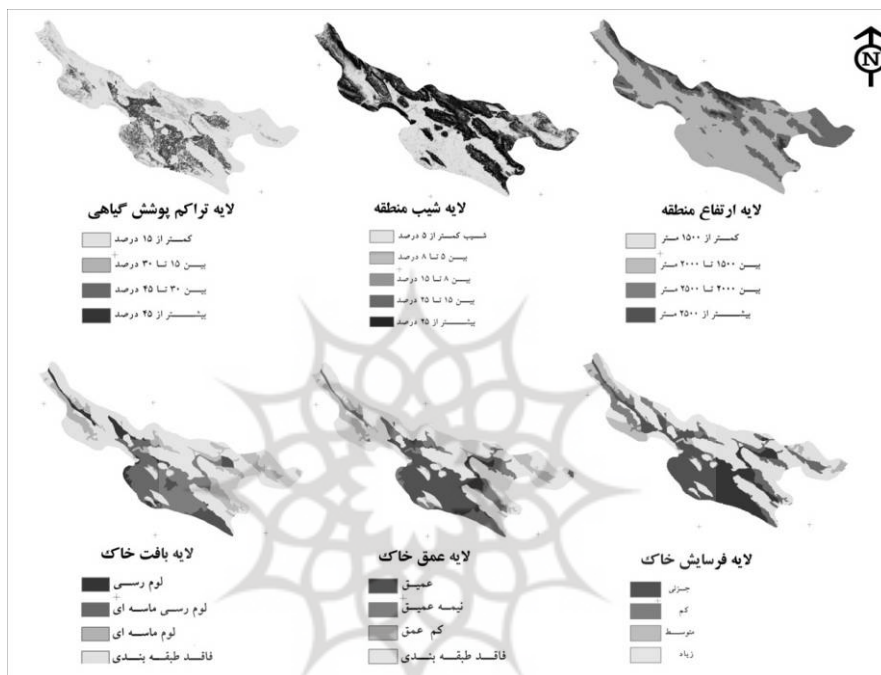 N
لایه ارتفاع منطقه
کمتر از ۱۵۰۰ متر
بین ۱۵۰۰ تا ۲۰۰۰ متر
بین ۲۰۰۰ تا ۲۵۰۰ متر
بیشتر از ۲۵۰۰ متر
لایه شیب منطقه
شیب کمتر از ۵ درصد
بین ۵ تا ۸ درصد
بین ۸ تا ۱۵ درصد
بین ۱۵ تا ۲۵ درصد
بیشتر از ۲۵ درصد
لایه تراکم پوشش گیاهی
کمتر از ۱۵ درصد
بین ۱۵ تا ۳۰ درصد
بین ۳۰ تا ۴۵ درصد
بیشتر از ۴۵ درصد
لایه فرسایش خاک
جزئی
کم
متوسط
زیاد
لایه عمق خاک
عمیق
نیمه عمیق
کم عمق
فاقد طبقه بندی
لایه بافت خاک
لوم رسی
لوم رسی ماسه ای
لوم ماسه ای
فاقد طبقه بندی